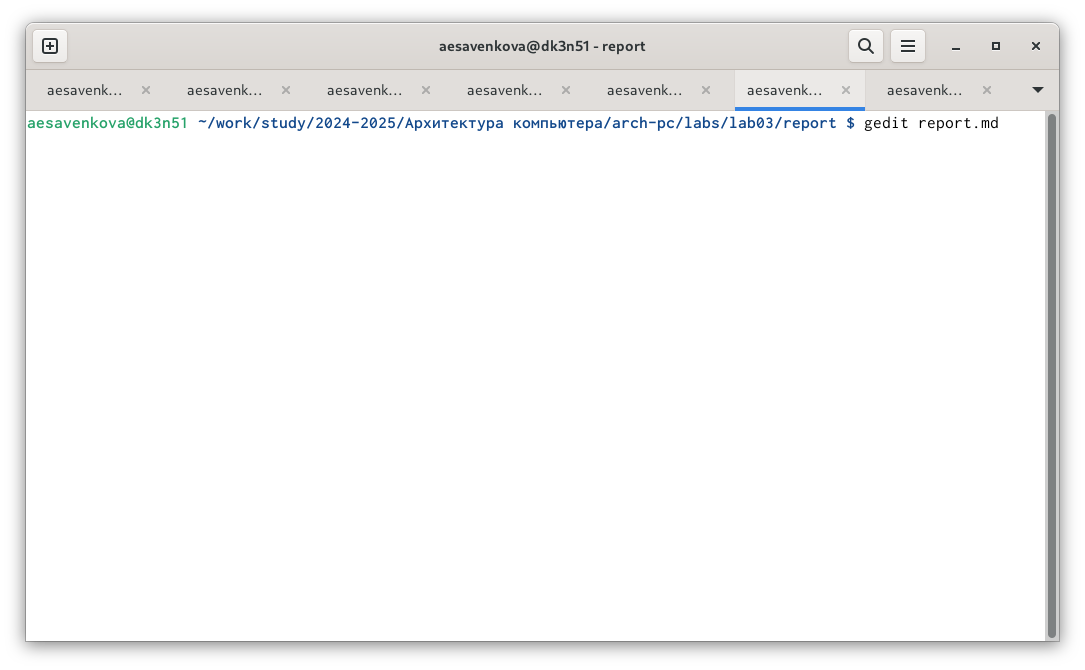 aesavenkova@dk3n51 - report
aesavenk... aesavenk... aesavenk... aesavenk... aesavenk... aesavenk... aesavenk...
aesavenkova@dk3n51 ~/work/study/2024-2025/Архитектура компьютера/arch-pc/labs/lab03/report $ gedit report.md